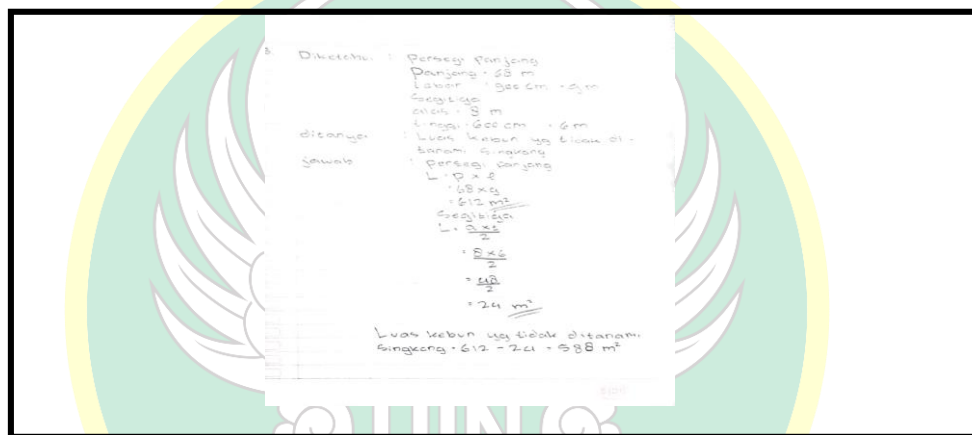 3. Diketahui : Persegi Panjang
Panjang = 68 m
Lebar = 900 cm = 9 m
Segitiga
alas = 8 m
tinggi = 600 cm = 6 m
ditanya : Luas kebun yg tidak di-
tanami singkong
Jawab : Persegi panjang
L = P x l
= 68 x 9
= 612 m²
Segitiga
L = a x t
2
= 8 x 6
2
= 48
2
= 24 m²
Luas kebun yg tidak ditanami
Singkong = 612 - 24 = 588 m²